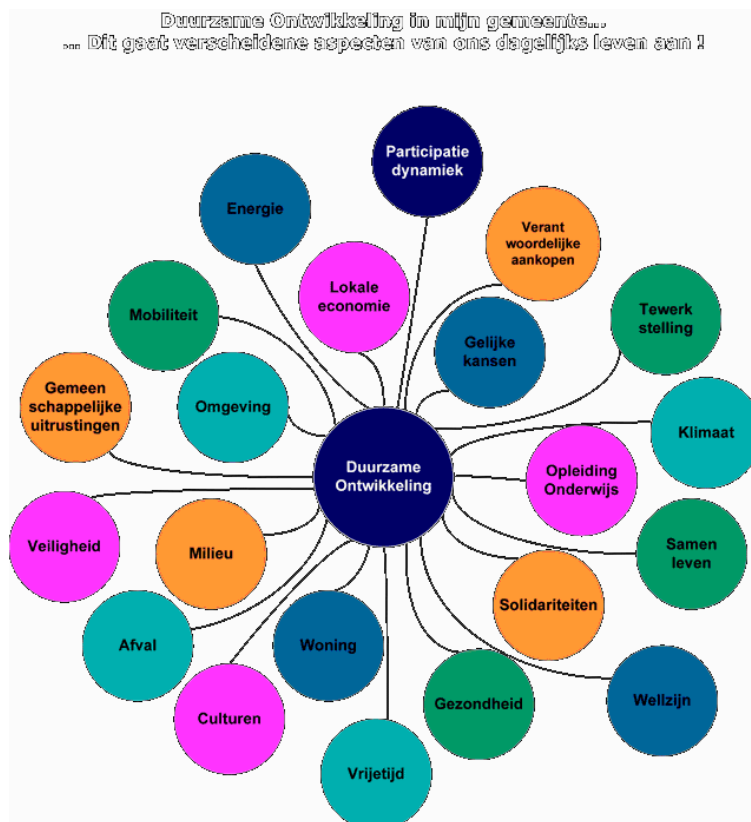 Duurzame Ontwikkeling in mijn gemeente...
... Dit gaat verscheidene aspecten van ons dagelijks leven aan !
Participatie
dynamiek
Energie
Verant
woordelijke
aankopen
Lokale
economie
Mobiliteit
Tewerk
stelling
Gelijke
kansen
Gemeen
schappelijke
uitrustingen
Omgeving
Klimaat
Duurzame
Ontwikkeling
Opleiding
Onderwijs
Veiligheid
Milieu
Samen
leven
Solidariteiten
Afval
Woning
Culturen
Gezondheid
Wellzijn
Vrijetijd